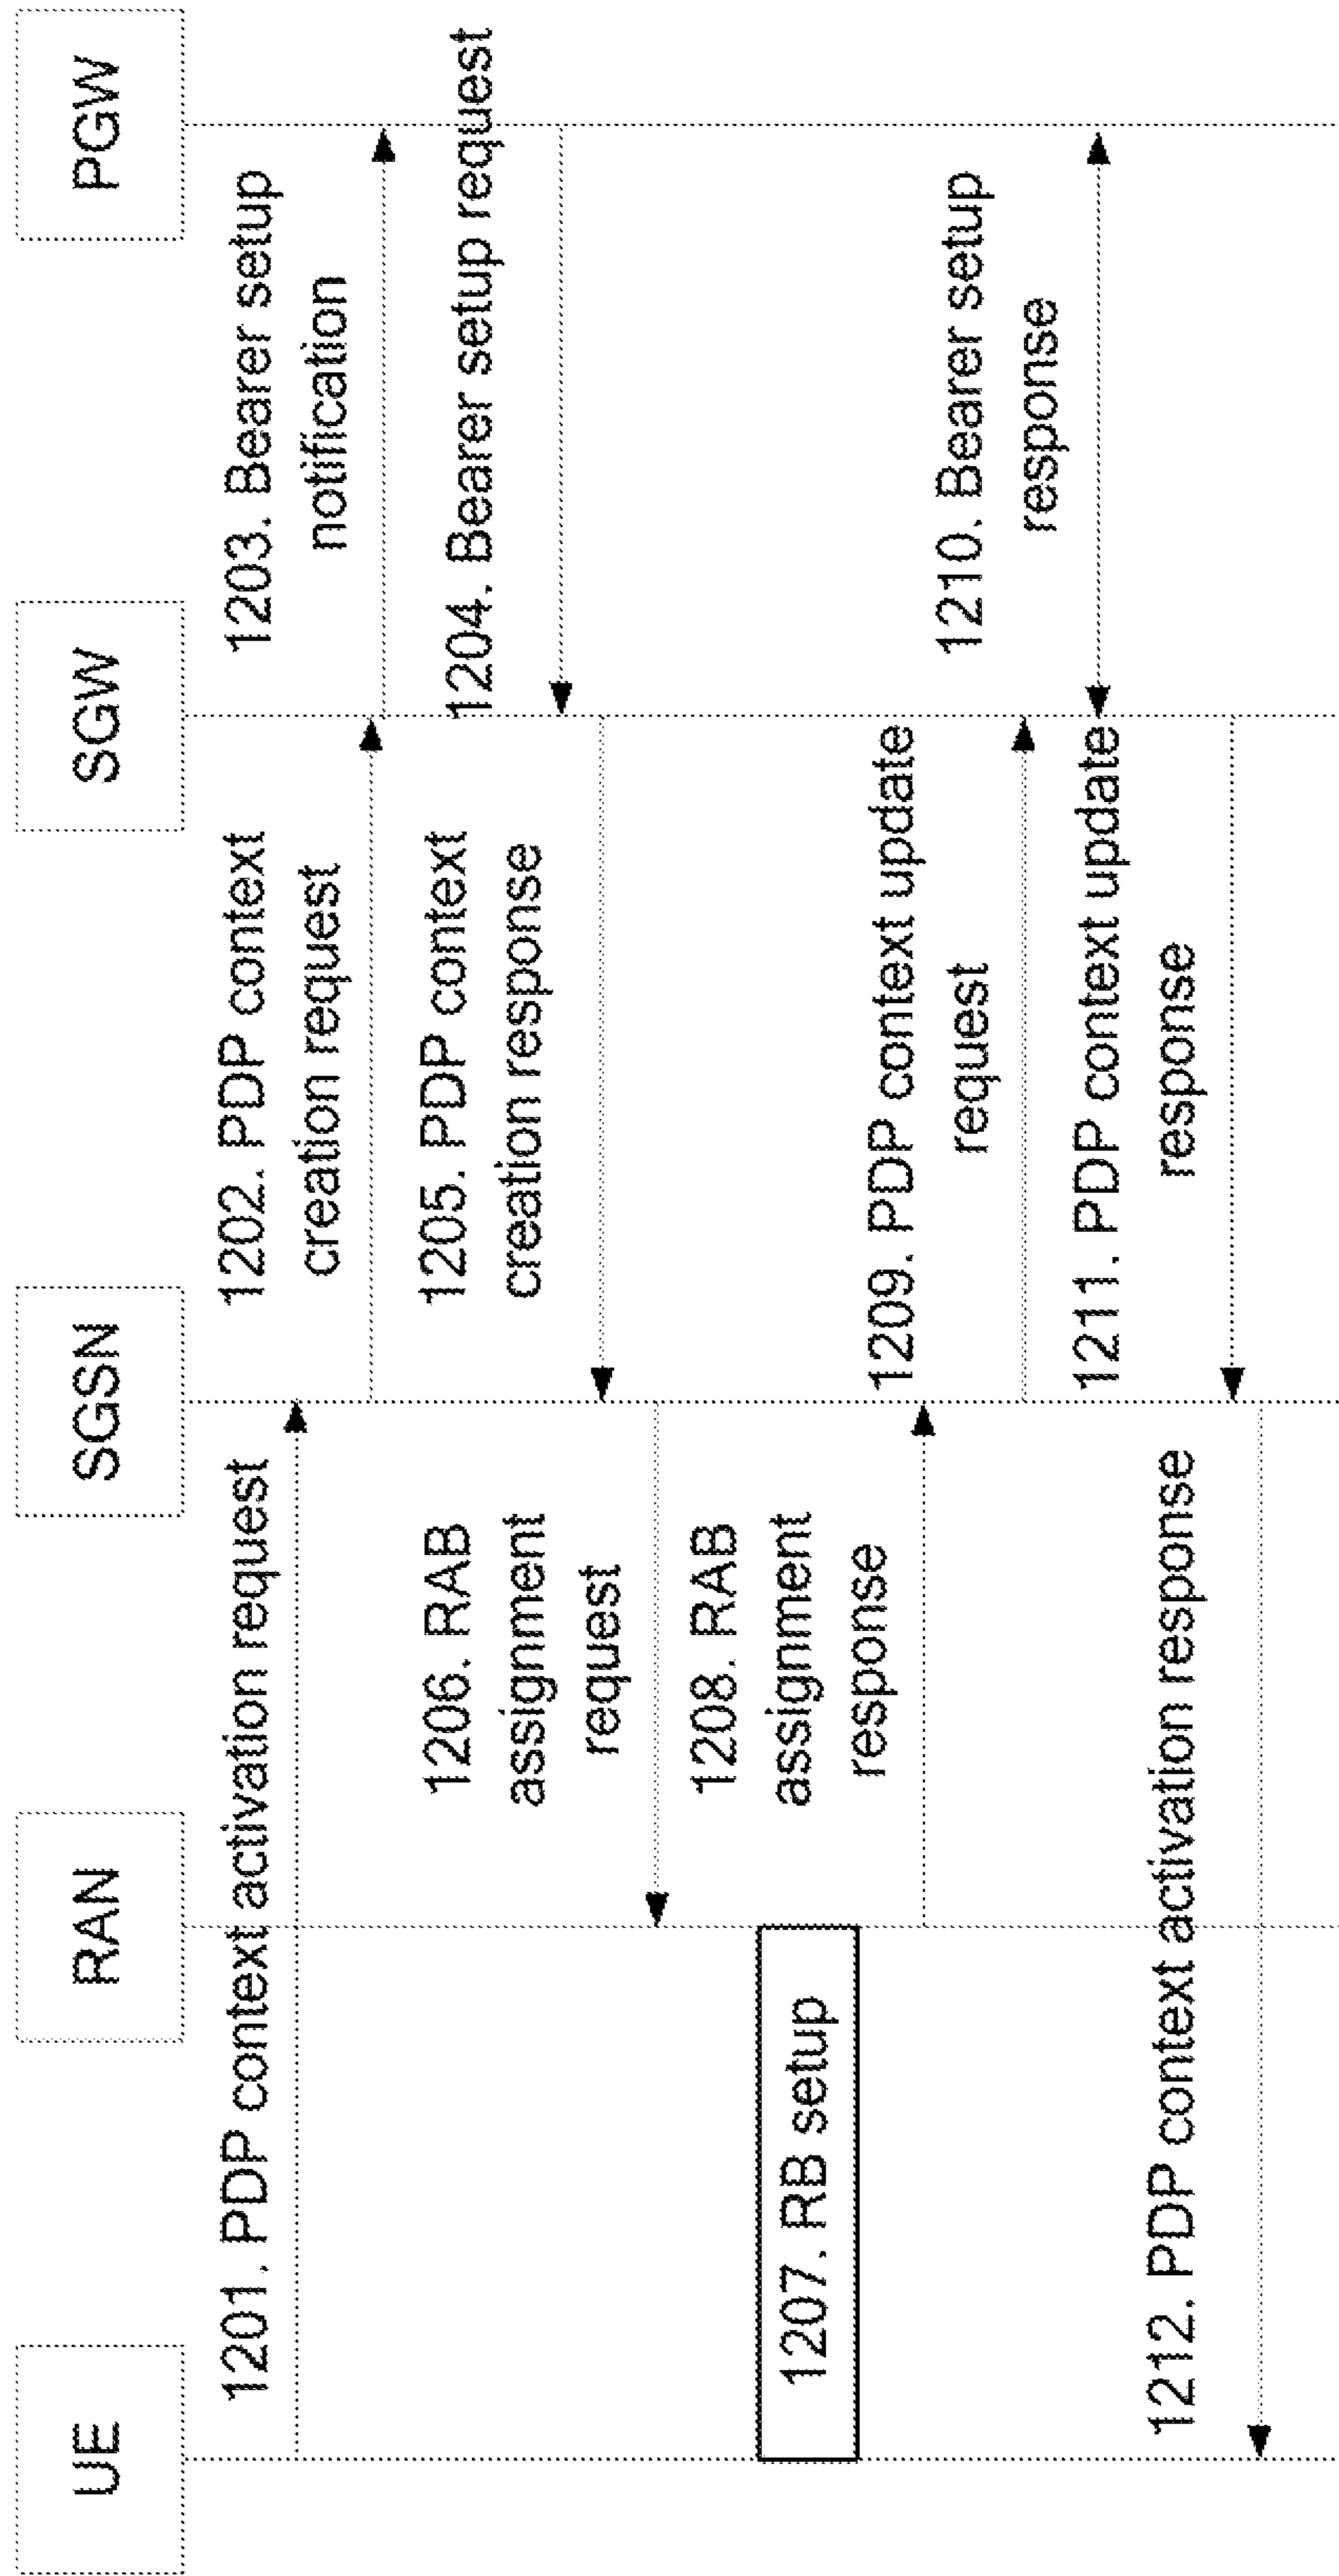 UE
RAN
SGSN
SGW
PGW
1201. PDP context activation request
1202. PDP context
creation request
1203. Bearer setup
notification
1204. Bearer setup request
1205. PDP context
creation response
1206. RAB
assignment
request
1207. RB setup
1208. RAB
assignment
response
1209. PDP context update
request
1210. Bearer setup
response
1211. PDP context update
response
1212. PDP context activation response